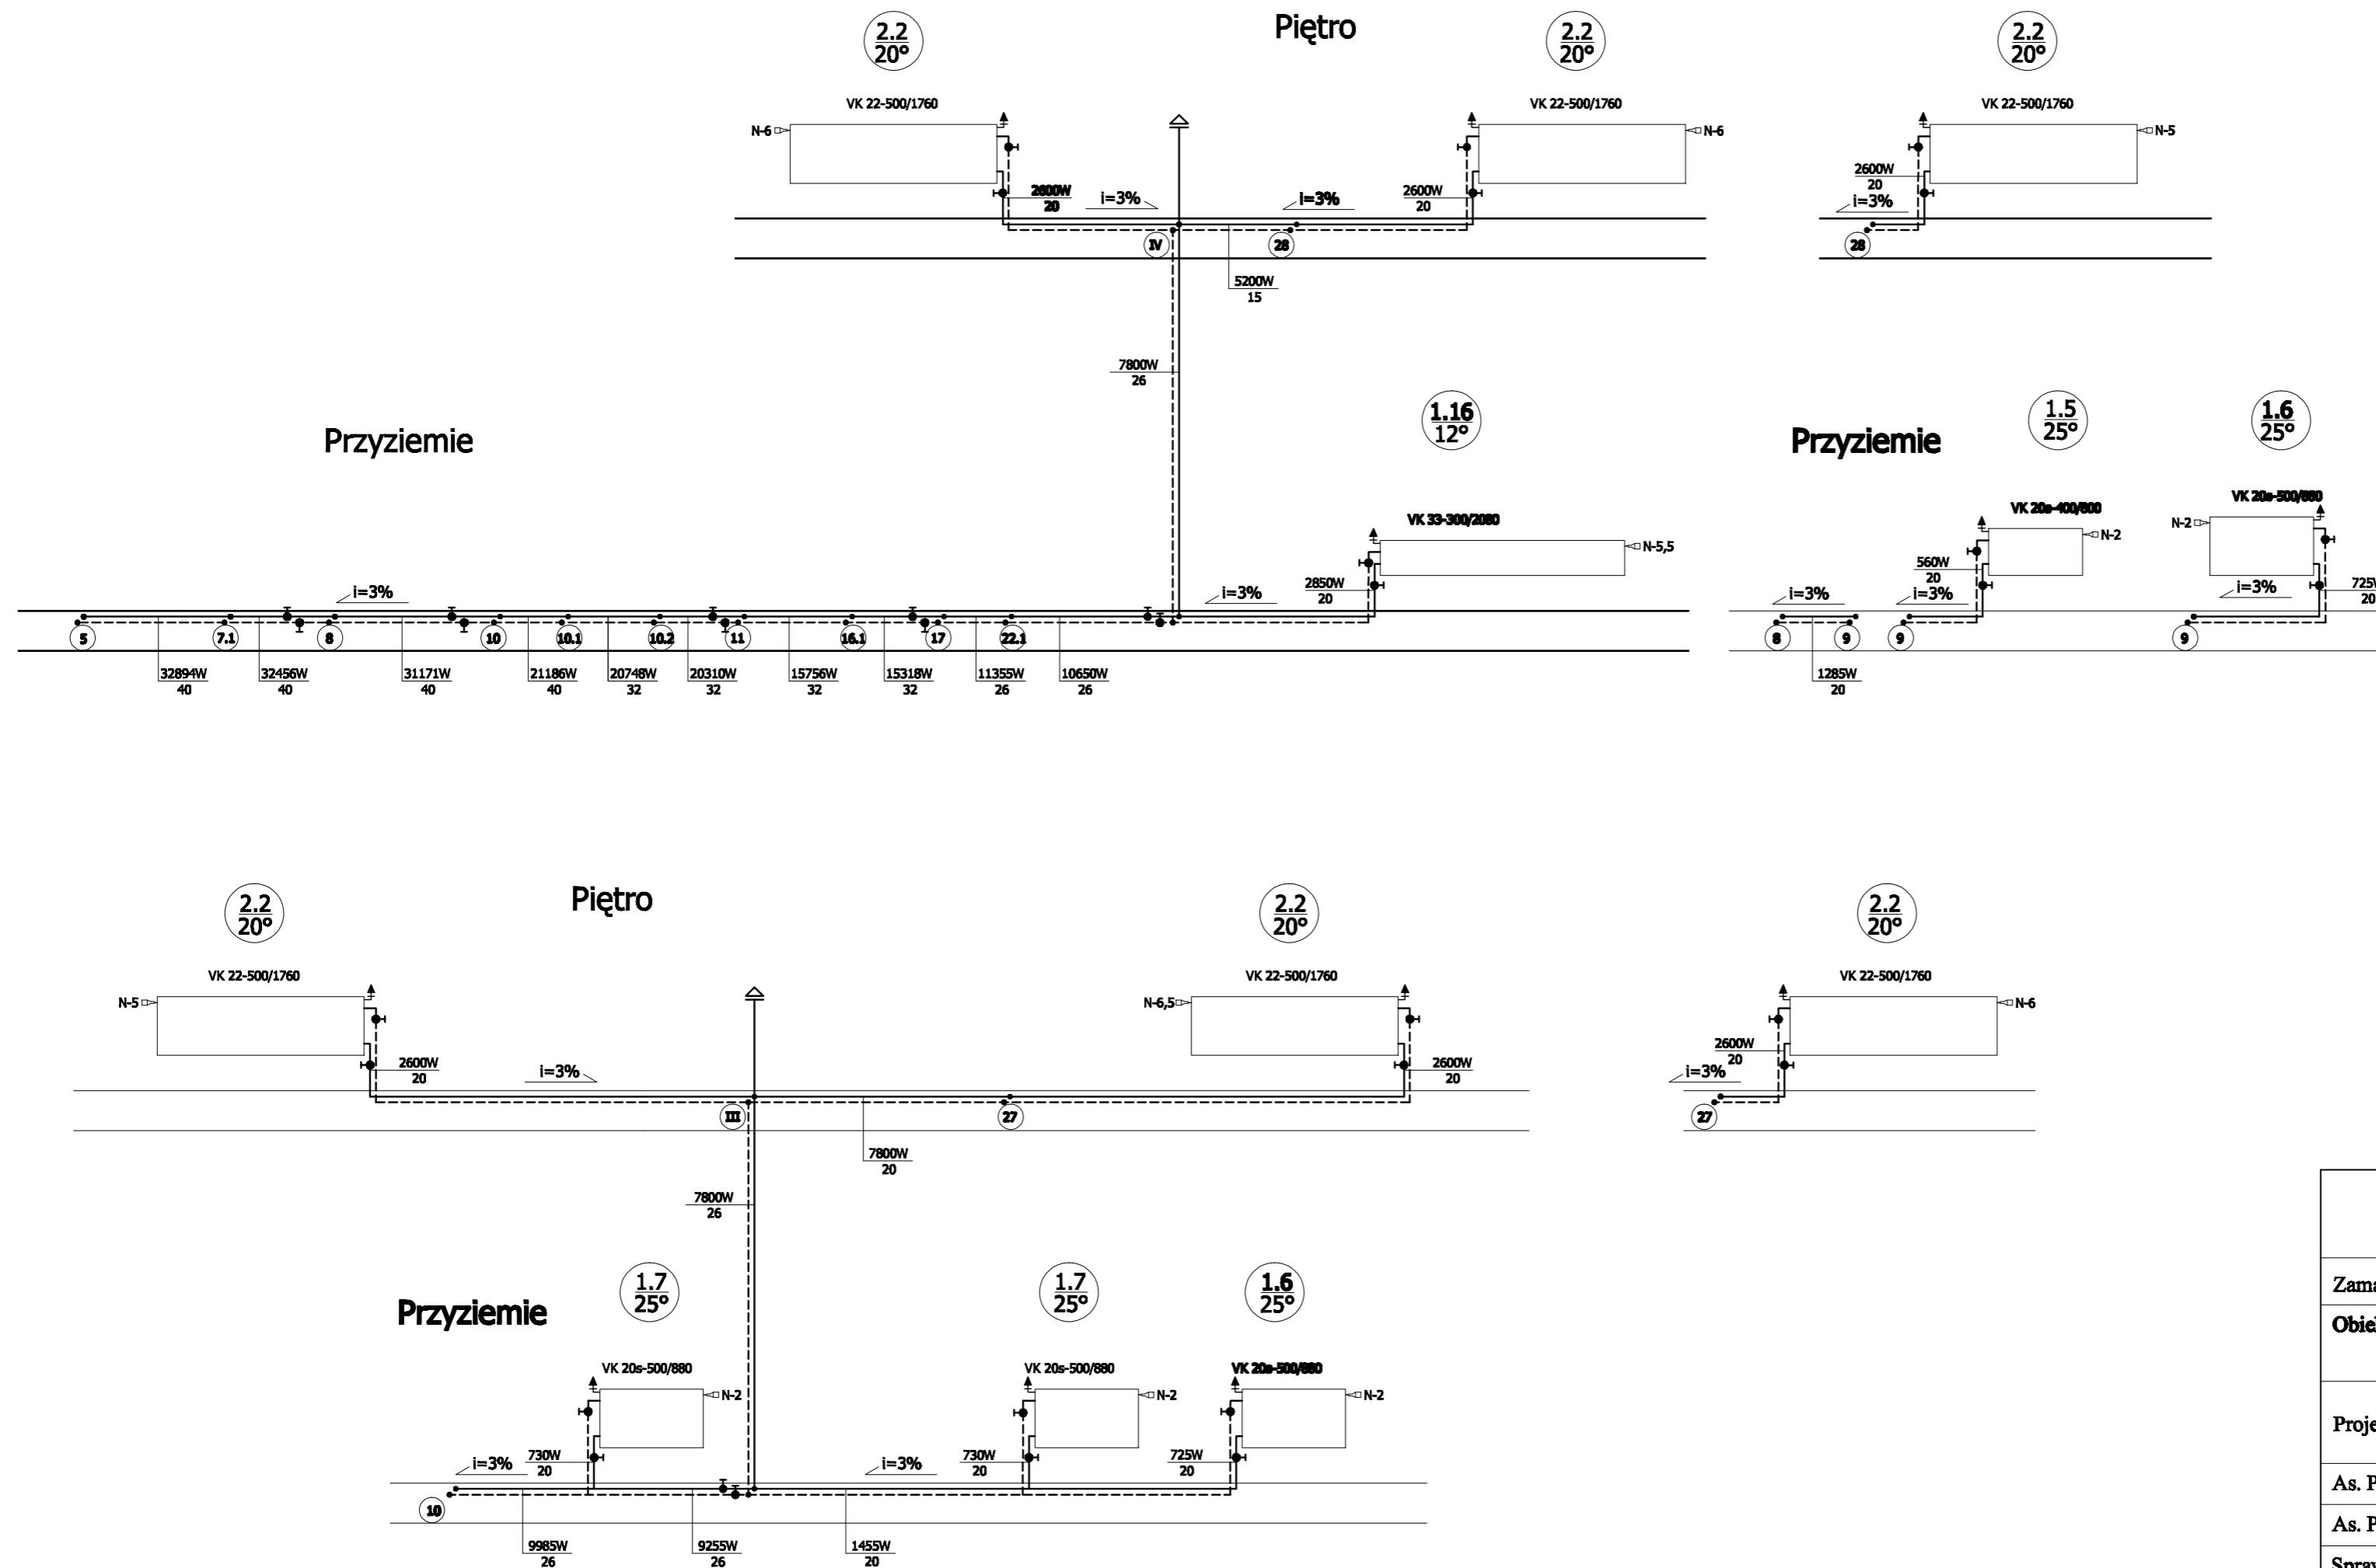 Piętro
2.2
20°
2.2
20°
2.2
20°
VK 22-500/1760
VK 22-500/1760
VK 22-500/1760
N-6
N-6
N-5
2600W
20
i=3%
i=3%
2600W
20
2600W
20
i=3%
IV
28
28
5200W
15
7800W
26
Przyziemie
1.16
12°
Przyziemie
1.5
25°
1.6
25°
VK 33-300/2080
N-5,5
VK 20s-400/800
N-2
VK 20s-500/880
N-2
i=3%
i=3%
2850W
20
i=3%
560W
20
i=3%
i=3%
725W
20
5
7.1
8
10
10.1
10.2
11
16.1
17
22.1
8
9
9
9
32894W
40
32456W
40
31171W
40
21186W
40
20748W
32
20310W
32
15756W
32
15318W
32
11355W
26
10650W
26
1285W
20
Piętro
2.2
20°
2.2
20°
2.2
20°
VK 22-500/1760
VK 22-500/1760
VK 22-500/1760
N-5
N-6,5
N-6
2600W
20
i=3%
2600W
20
2600W
20
i=3%
III
27
27
7800W
20
7800W
26
Przyziemie
1.7
25°
1.7
25°
1.6
25°
VK 20s-500/880
VK 20s-500/880
VK 20s-500/880
N-2
N-2
N-2
i=3%
730W
20
i=3%
730W
20
725W
20
10
9985W
26
9255W
26
1455W
20
As. P
As. P